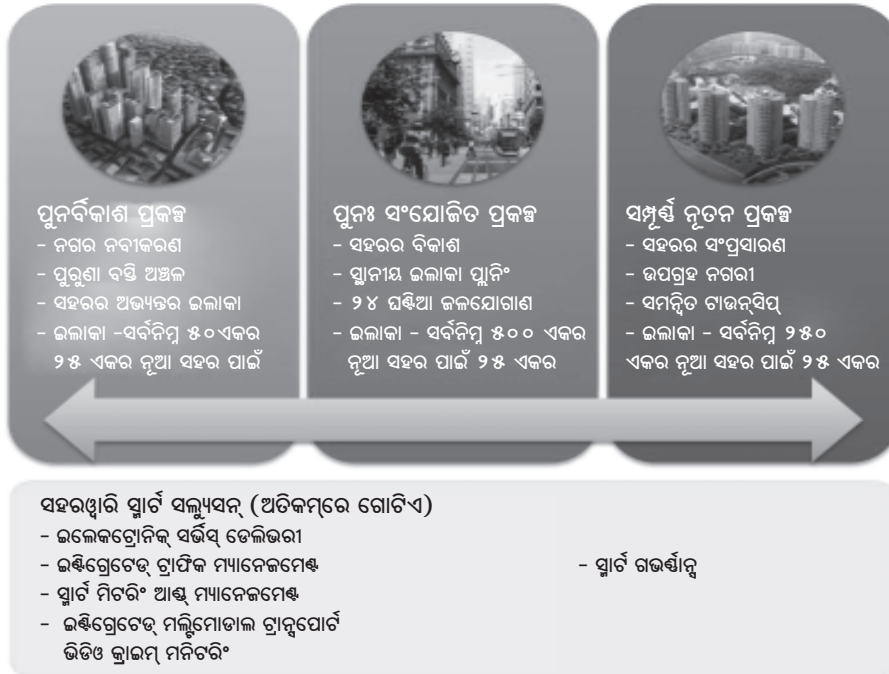 ପୁନର୍ବିକାଶ ପ୍ରକଳ୍ପ
- ନଗର ନବୀକରଣ
- ପୁରୁଣା ବସ୍ତି ଅଞ୍ଚଳ
- ସହରର ଅଭ୍ୟନ୍ତର ଇଲାକା
- ଇଲାକା -ସର୍ବନିମ୍ନ ୫୦ଏକର
୨୫ ଏକର ନୂଆ ସହର ପାଇଁ
ପୁନଃ ସଂଯୋଜିତ ପ୍ରକଳ୍ପ
- ସହରର ବିକାଶ
- ସ୍ଥାନୀୟ ଇଲାକା ପ୍ଲାନିଂ
- ୨୪ ଘଣ୍ଟିଆ ଜଳଯୋଗାଣ
- ଇଲାକା - ସର୍ବନିମ୍ନ ୫୦୦ ଏକର
ନୂଆ ସହର ପାଇଁ ୨୫ ଏକର
ସମ୍ପୂର୍ଣ୍ଣ ନୂତନ ପ୍ରକଳ୍ପ
- ସହରର ସଂପ୍ରସାରଣ
- ଉପଗ୍ରହ ନଗରୀ
- ସମନ୍ୱିତ ଟାଉନ୍‌ସିପ୍
- ଇଲାକା - ସର୍ବନିମ୍ନ ୨୫୦
ଏକର ନୂଆ ସହର ପାଇଁ ୨୫ ଏକର
ସହରଓ୍ୱାରି ସ୍ମାର୍ଟ ସଲ୍ୟୁସନ୍ (ଅତିକମ୍‌ରେ ଗୋଟିଏ)
- ଇଲେକଟ୍ରୋନିକ୍ ସର୍ଭିସ୍ ଡେଲିଭରୀ
- ଇଣ୍ଟିଗ୍ରେଟେଡ୍ ଟ୍ରାଫିକ ମ୍ୟାନେଜମେଣ୍ଟ
- ସ୍ମାର୍ଟ ମିଟରିଂ ଆଣ୍ଡ ମ୍ୟାନେଜମେଣ୍ଟ
- ଇଣ୍ଟିଗ୍ରେଟେଡ୍ ମଲ୍ଟିମୋଡାଲ ଟ୍ରାନ୍ସପୋର୍ଟ
ଭିଡିଓ କ୍ରାଇମ୍ ମନିଟରିଂ
- ସ୍ମାର୍ଟ ଗଭର୍ଣ୍ଣାନ୍ସ